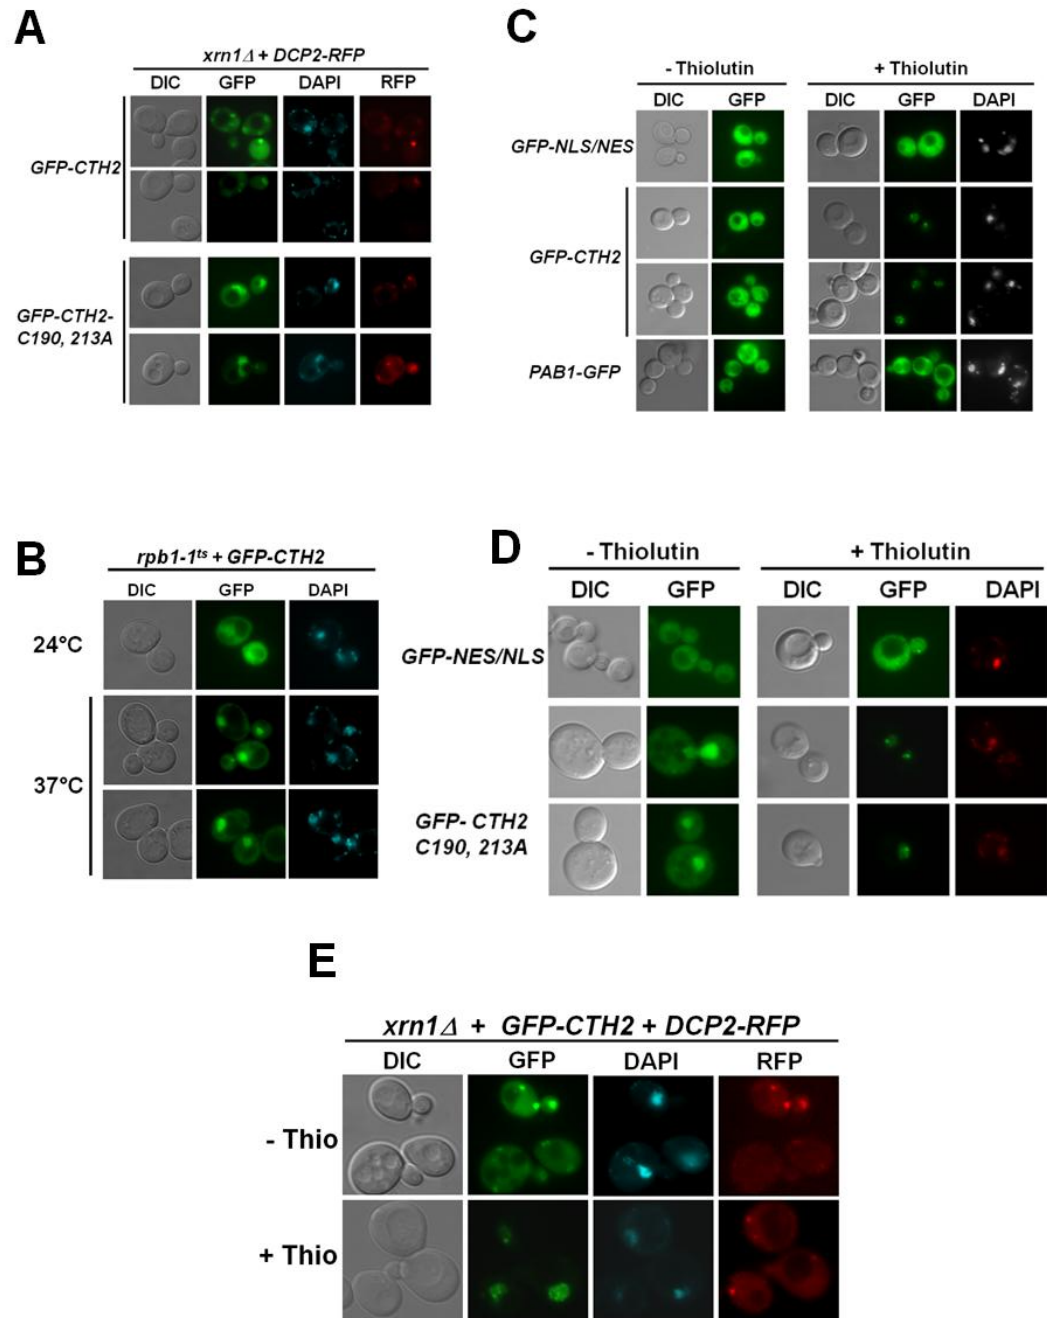 A
xrn1Δ + DCP2-RFP
DIC GFP DAPI RFP
GFP-CTH2
GFP-CTH2-
C190, 213A
C
- Thiolutin + Thiolutin
DIC GFP DIC GFP DAPI
GFP-NLS/NES
GFP-CTH2
PAB1-GFP
B
rpb1-1ts + GFP-CTH2
DIC GFP DAPI
24°C
37°C
D
- Thiolutin + Thiolutin
DIC GFP DIC GFP DAPI
GFP-NES/NLS
GFP- CTH2
C190, 213A
E
xrn1Δ + GFP-CTH2 + DCP2-RFP
DIC GFP DAPI RFP
- Thio
+ Thio